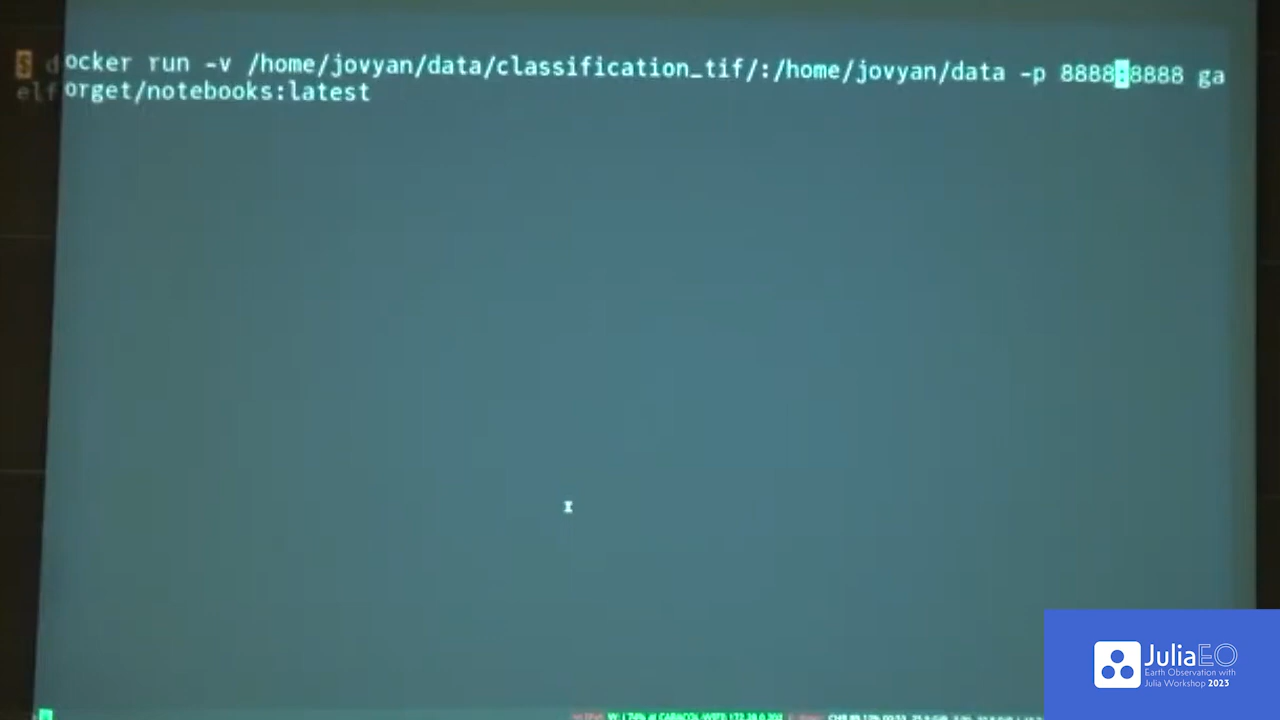 $ docker run -v /home/jovyan/data/classification_tif/:/home/jovyan/data -p 8888:8888 ga
elforget/notebooks:latest
JuliaEO
Earth Observation with
Julia Workshop 2023